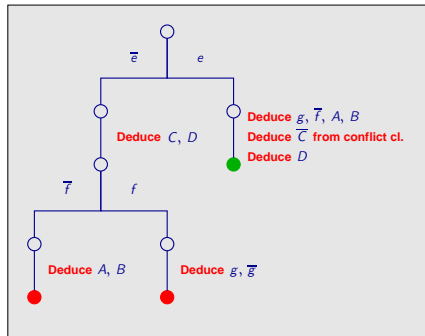 e̅ e
Deduce g, f̅, A, B
Deduce C̅ from conflict cl.
Deduce D
Deduce C, D
f̅ f
Deduce A, B
Deduce g, g̅